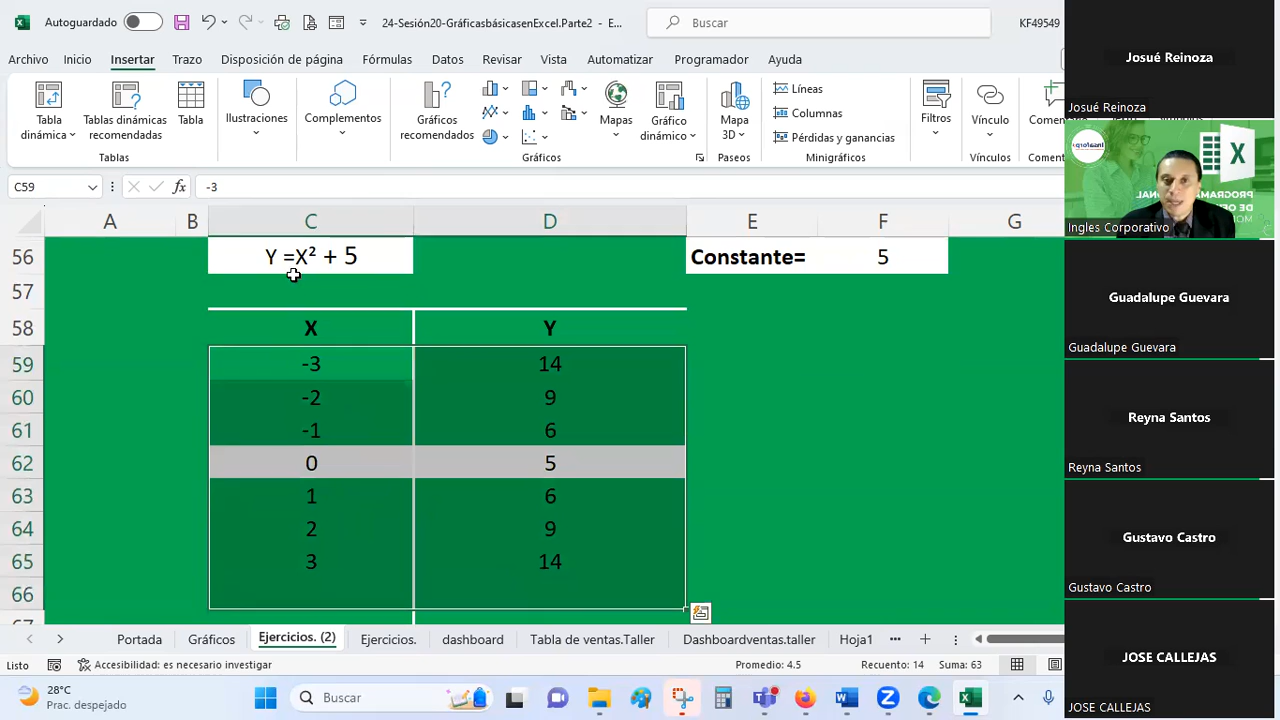 Autoguardado
24-Sesión20-GráficasbásicasenExcel.Parte2 - E...
Buscar
KF49549
Archivo Inicio Insertar Trazo Disposición de página Fórmulas Datos Revisar Vista Automatizar Programador Ayuda
Tabla dinámica
Tablas dinámicas recomendadas
Tabla
Ilustraciones
Complementos
Gráficos recomendados
Mapas
Gráfico dinámico
Mapa 3D
Líneas
Columnas
Pérdidas y ganancias
Filtros
Vínculo
Comen
Tablas
Gráficos
Paseos
Minigráficos
Vínculos
Coment
C59 fx -3
A B C D E F G
56 Y =X² + 5 Constante= 5
57
58 X Y
59 -3 14
60 -2 9
61 -1 6
62 0 5
63 1 6
64 2 9
65 3 14
66
Portada Gráficos Ejercicios. (2) Ejercicios. dashboard Tabla de ventas.Taller Dashboardventas.taller Hoja1
Listo Accesibilidad: es necesario investigar Promedio: 4.5 Recuento: 14 Suma: 63
28°C
Prac. despejado
Buscar
Josué Reinoza
Josué Reinoza
Ingles Corporativo
Guadalupe Guevara
Guadalupe Guevara
Reyna Santos
Reyna Santos
Gustavo Castro
Gustavo Castro
JOSE CALLEJAS
JOSE CALLEJAS